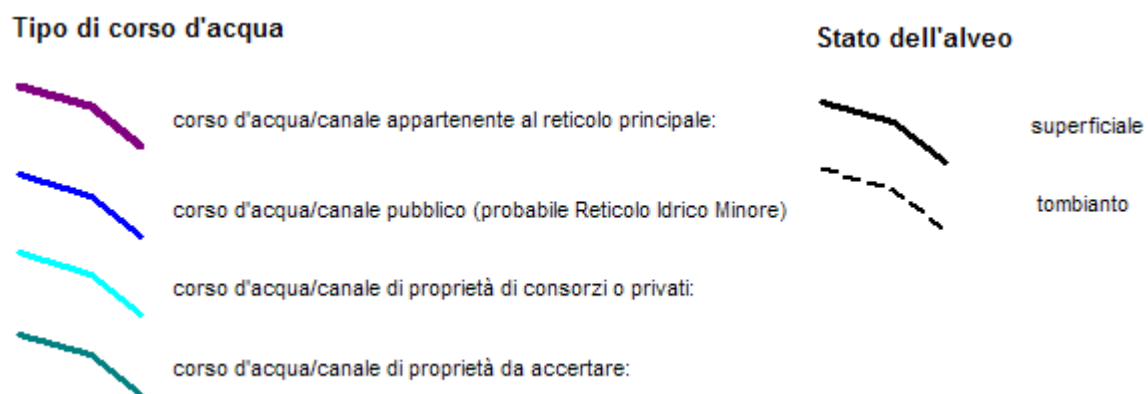 Tipo di corso d'acqua
corso d'acqua/canale appartenente al reticolo principale:
corso d'acqua/canale pubblico (probabile Reticolo Idrico Minore)
corso d'acqua/canale di proprietà di consorzi o privati:
corso d'acqua/canale di proprietà da accertare:
Stato dell'alveo
superficiale
tombianto